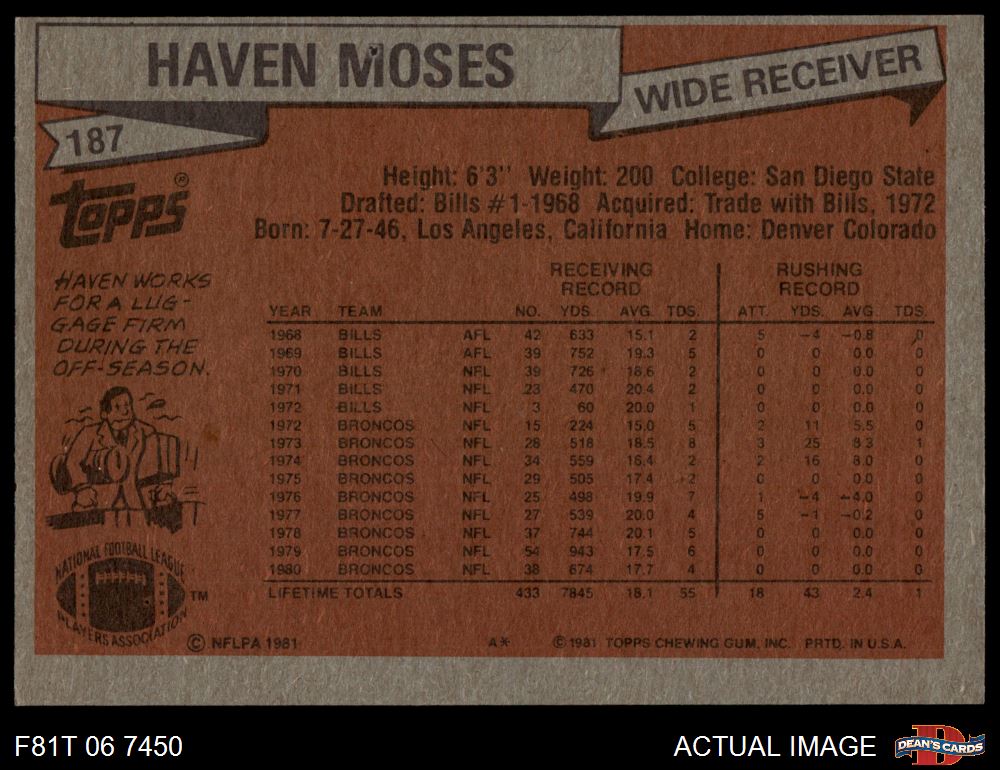 HAVEN MOSES
WIDE RECEIVER
187
TOPPS®
Height: 6'3" Weight: 200 College: San Diego State
Drafted: Bills #1-1968 Acquired: Trade with Bills, 1972
Born: 7-27-46, Los Angeles, California Home: Denver Colorado
HAVEN WORKS
FOR A LUG-
GAGE FIRM
DURING THE
OFF-SEASON.
RECEIVING RECORD RUSHING RECORD
YEAR TEAM NO. YDS. AVG. TDS. ATT. YDS. AVG. TDS.
1968 BILLS AFL 42 633 15.1 2 5 -4 -0.8 0
1969 BILLS AFL 39 752 19.3 5 0 0 0.0 0
1970 BILLS NFL 39 726 18.6 2 0 0 0.0 0
1971 BILLS NFL 23 470 20.4 2 0 0 0.0 0
1972 BILLS NFL 3 60 20.0 1 0 0 0.0 0
1972 BRONCOS NFL 15 224 15.0 5 2 11 5.5 0
1973 BRONCOS NFL 28 518 18.5 8 3 25 8.3 1
1974 BRONCOS NFL 34 559 16.4 2 2 16 8.0 0
1975 BRONCOS NFL 29 505 17.4 2 0 0 0.0 0
1976 BRONCOS NFL 25 498 19.9 7 1 -4 -4.0 0
1977 BRONCOS NFL 27 539 20.0 4 5 -1 -0.2 0
1978 BRONCOS NFL 37 744 20.1 5 0 0 0.0 0
1979 BRONCOS NFL 54 943 17.5 6 0 0 0.0 0
1980 BRONCOS NFL 38 674 17.7 4 0 0 0.0 0
LIFETIME TOTALS 433 7845 18.1 55 18 43 2.4 1
NATIONAL FOOTBALL LEAGUE
PLAYERS ASSOCIATION
TM
© NFLPA 1981 A* © 1981 TOPPS CHEWING GUM, INC. PRTD. IN U.S.A.
F81T 06 7450
ACTUAL IMAGE
DEAN'S CARDS